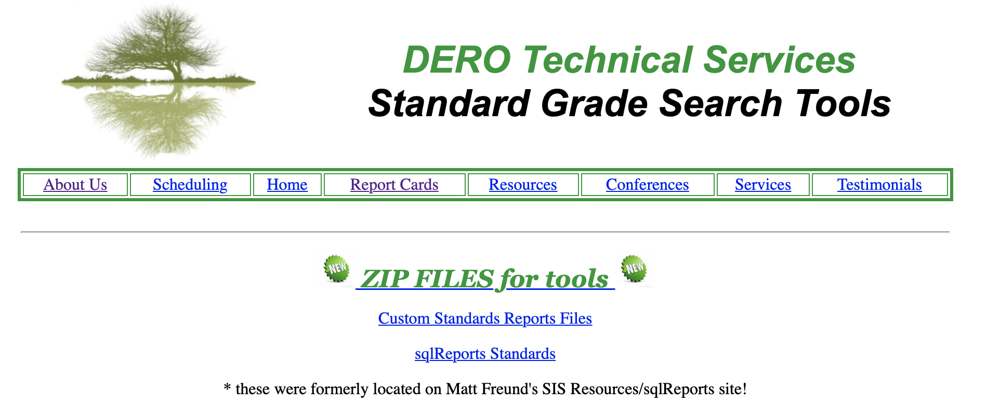 DERO Technical Services
Standard Grade Search Tools
About Us Scheduling Home Report Cards Resources Conferences Services Testimonials
NEW ZIP FILES for tools NEW
Custom Standards Reports Files
sqlReports Standards
* these were formerly located on Matt Freund's SIS Resources/sqlReports site!